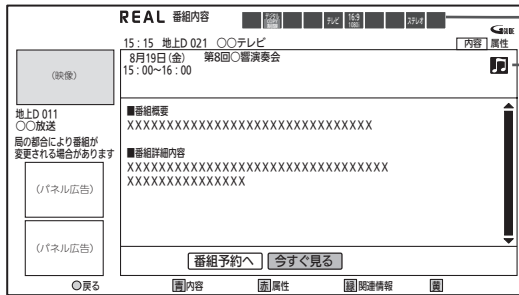 REAL 番組内容
テレビ 16:9 1080i ステレオ
GUIDE
15：15 地上D 021 ○○テレビ
内容 属性
8月19日(金) 第8回○響演奏会
15：00～16：00
(映像)
地上D 011
○○放送
局の都合により番組が
変更される場合があります
(パネル広告)
(パネル広告)
■番組概要
XXXXXXXXXXXXXXXXXXXXXXXXXXXXXXX
■番組詳細内容
XXXXXXXXXXXXXXXXXXXXXXXXXXXXXXXXX
XXXXXXXXXXXXXXX
番組予約へ 今すぐ見る
○戻る 青内容 赤属性 緑関連情報 黄